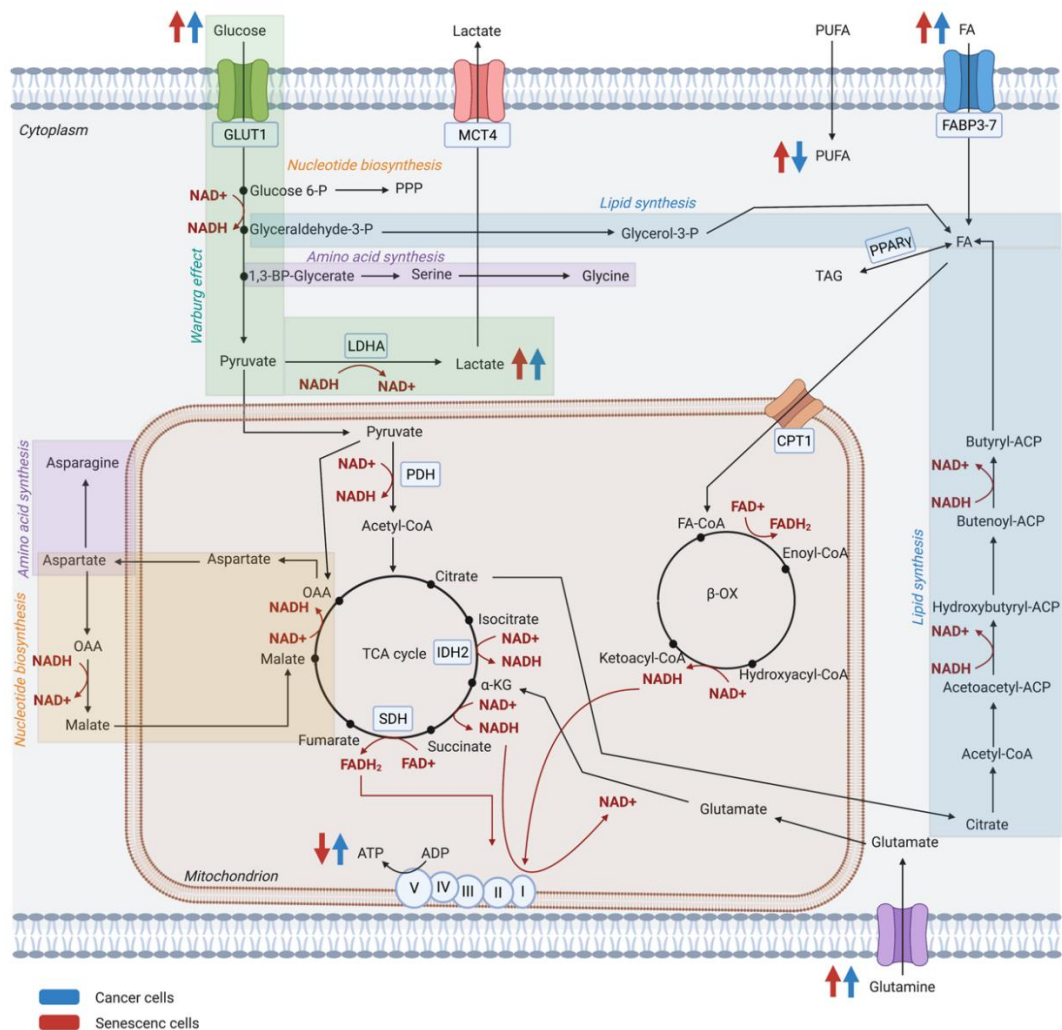 Glucose
Lactate
PUFA
FA
Cytoplasm
GLUT1
MCT4
FABP3-7
PUFA
Nucleotide biosynthesis
NAD+
Glucose 6-P
PPP
Lipid synthesis
NADH
Glyceraldehyde-3-P
Glycerol-3-P
PPARγ
FA
Amino acid synthesis
1,3-BP-Glycerate
Serine
Glycine
TAG
Warburg effect
LDHA
Pyruvate
Lactate
NADH
NAD+
CPT1
Pyruvate
Butyryl-ACP
Asparagine
NAD+
PDH
NAD+
NADH
NADH
Amino acid synthesis
Acetyl-CoA
FA-CoA
FAD+
FADH₂
Butenoyl-ACP
Enoyl-CoA
Aspartate
Aspartate
Citrate
OAA
NADH
β-OX
Lipid synthesis
Isocitrate
Hydroxybutyryl-ACP
NAD+
NAD+
OAA
TCA cycle
IDH2
NADH
NADH
Malate
Ketoacyl-CoA
NADH
NAD+
Hydroxyacyl-CoA
NAD+
NADH
Acetoacetyl-ACP
α-KG
NAD+
Nucleotide biosynthesis
NAD+
Malate
SDH
NADH
Fumarate
Succinate
FADH₂
FAD+
Acetyl-CoA
NAD+
Glutamate
Citrate
Glutamate
ATP
ADP
Mitochondrion
V
IV
III
II
I
Glutamine
Cancer cells
Senescenc cells